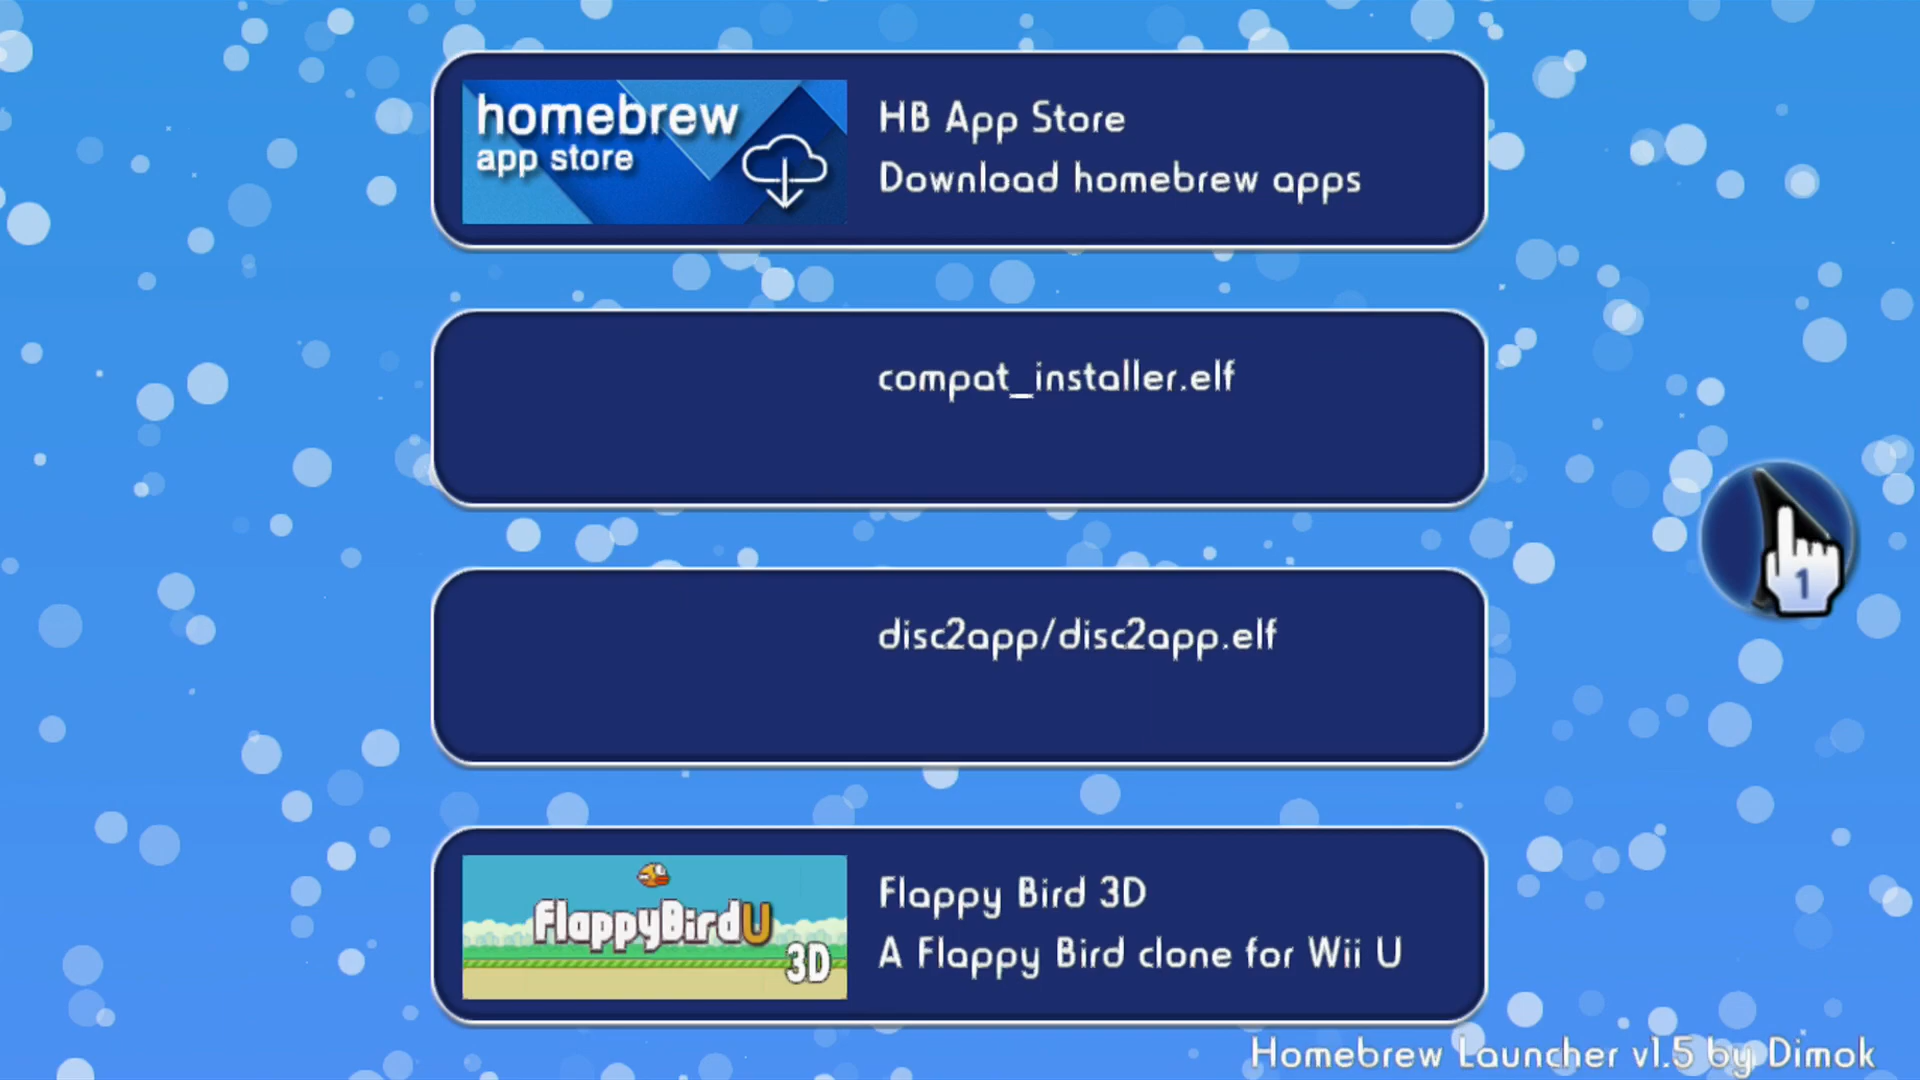 homebrew
app store
HB App Store
Download homebrew apps
compat_installer.elf
disc2app/disc2app.elf
FlappyBirdU
3D
Flappy Bird 3D
A Flappy Bird clone for Wii U
1
Homebrew Launcher v1.5 by Dimok